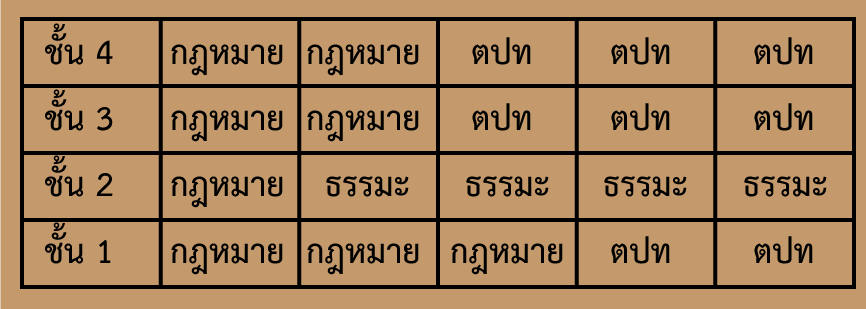 ชั้น 4 กฎหมาย กฎหมาย ตปท ตปท ตปท
ชั้น 3 กฎหมาย กฎหมาย ตปท ตปท ตปท
ชั้น 2 กฎหมาย ธรรมะ ธรรมะ ธรรมะ ธรรมะ
ชั้น 1 กฎหมาย กฎหมาย กฎหมาย ตปท ตปท